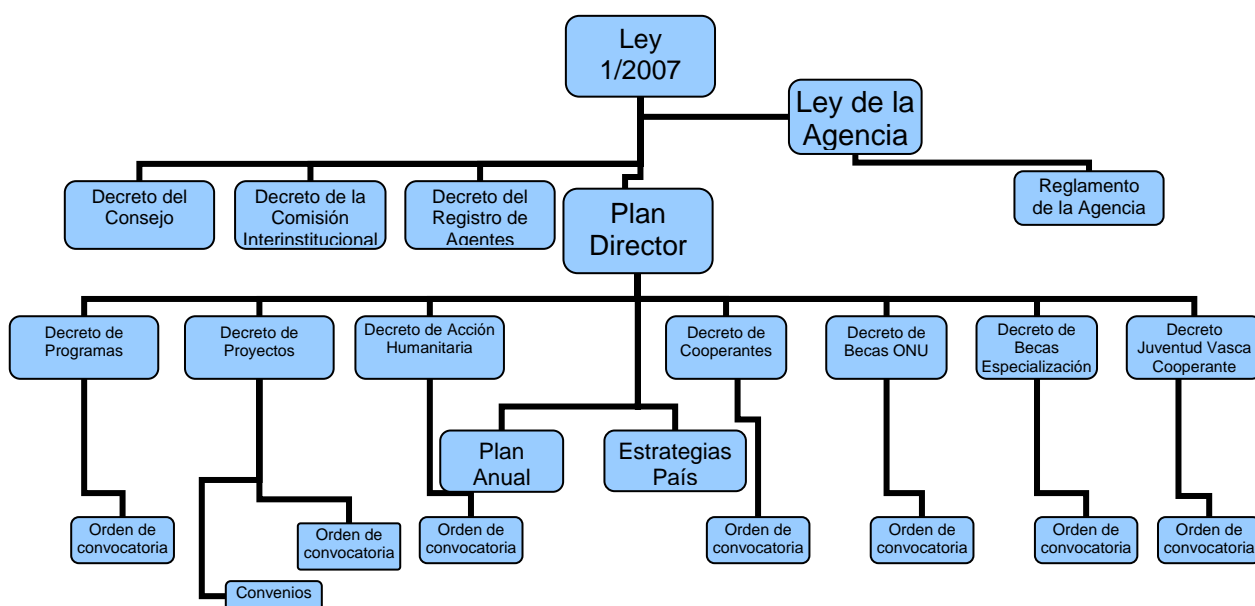 Ley
1/2007
Ley de la
Agencia
Decreto del
Consejo
Decreto de la
Comisión
Interinstitucional
Decreto del
Registro de
Agentes
Plan
Director
Reglamento
de la Agencia
Decreto de
Programas
Decreto de
Proyectos
Decreto de Acción
Humanitaria
Decreto de
Cooperantes
Decreto de
Becas ONU
Decreto de
Becas
Especialización
Decreto
Juventud Vasca
Cooperante
Plan
Anual
Estrategias
País
Orden de
convocatoria
Orden de
convocatoria
Orden de
convocatoria
Orden de
convocatoria
Orden de
convocatoria
Orden de
convocatoria
Orden de
convocatoria
Convenios